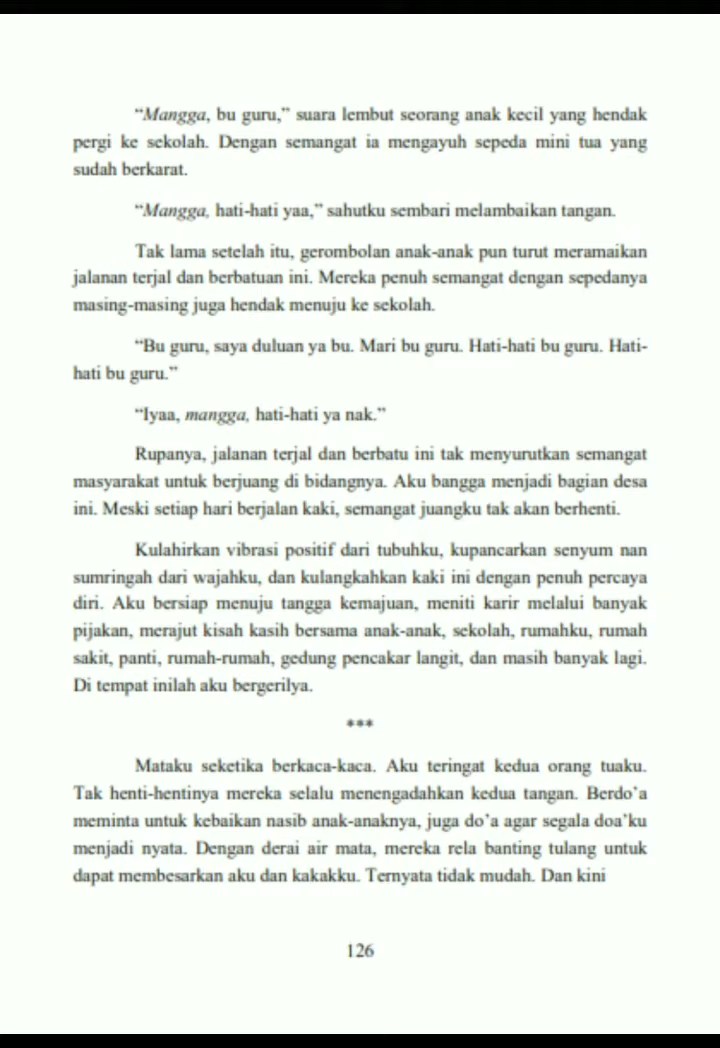 “Mangga, bu guru,” suara lembut seorang anak kecil yang hendak
pergi ke sekolah. Dengan semangat ia mengayuh sepeda mini tua yang
sudah berkarat.
“Mangga, hati-hati yaa,” sahutku sembari melambaikan tangan.
Tak lama setelah itu, gerombolan anak-anak pun turut meramaikan
jalanan terjal dan berbatuan ini. Mereka penuh semangat dengan sepedanya
masing-masing juga hendak menuju ke sekolah.
“Bu guru, saya duluan ya bu. Mari bu guru. Hati-hati bu guru. Hati-
hati bu guru.”
“Iyaa, mangga, hati-hati ya nak.”
Rupanya, jalanan terjal dan berbatu ini tak menyurutkan semangat
masyarakat untuk berjuang di bidangnya. Aku bangga menjadi bagian desa
ini. Meski setiap hari berjalan kaki, semangat juangku tak akan berhenti.
Kulahirkan vibrasi positif dari tubuhku, kupancarkan senyum nan
sumringah dari wajahku, dan kulangkahkan kaki ini dengan penuh percaya
diri. Aku bersiap menuju tangga kemajuan, meniti karir melalui banyak
pijakan, merajut kisah kasih bersama anak-anak, sekolah, rumahku, rumah
sakit, panti, rumah-rumah, gedung pencakar langit, dan masih banyak lagi.
Di tempat inilah aku bergerilya.
***
Mataku seketika berkaca-kaca. Aku teringat kedua orang tuaku.
Tak henti-hentinya mereka selalu menengadahkan kedua tangan. Berdo’a
meminta untuk kebaikan nasib anak-anaknya, juga do’a agar segala doa’ku
menjadi nyata. Dengan derai air mata, mereka rela banting tulang untuk
dapat membesarkan aku dan kakakku. Ternyata tidak mudah. Dan kini
126